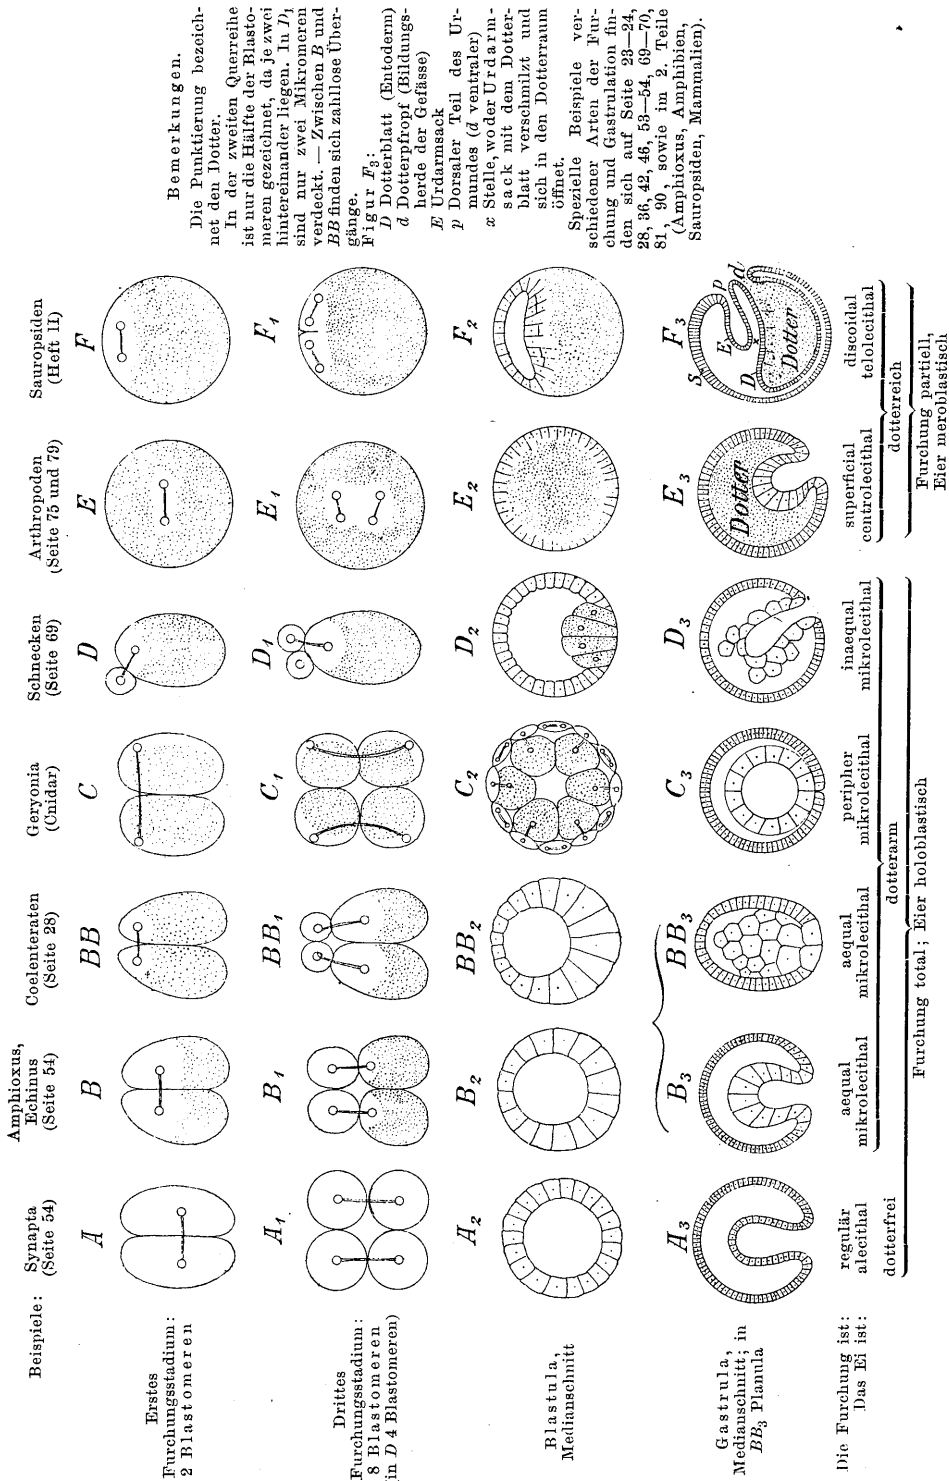 Beispiele:
Synapta
(Seite 54)
Amphioxus,
Echinus
(Seite 54)
Coelenteraten
(Seite 28)
Geryonia
(Cnidar)
Schnecken
(Seite 69)
Arthropoden
(Seite 75 und 79)
Sauropsiden
(Heft 11)
Erstes
Furchungsstadium:
2 Blastomeren
A
B
BB
C
D
E
F
Drittes
Furchungsstadium:
8 Blastomeren
(in D 4 Blastomeren)
A1
B1
BB1
C1
D1
E1
F1
Blastula,
Medianschnitt
A2
B2
BB2
C2
D2
E2
F2
Gastrula,
Medianschnitt; in
BB3 Planula
A3
B3
BB3
C3
D3
E3
Dotter
F3
S
E
p
d
D
x
Dotter
Die Furchung ist:
Das Ei ist:
regulär
alecithal
aequal
mikrolecithal
aequal
mikrolecithal
peripher
mikrolecithal
inaequal
mikrolecithal
superficial
centrolecithal
discoidal
telolecithal
dotterfrei
dotterarm
dotterreich
Furchung total; Eier holoblastisch
Furchung partiell,
Eier meroblastisch
Bemerkungen.
Die Punktierung bezeich-
net den Dotter.
In der zweiten Querreihe
ist nur die Hälfte der Blasto-
meren gezeichnet, da je zwei
hintereinander liegen. In D1
sind nur zwei Mikromeren
verdeckt. — Zwischen B und
BB finden sich zahllose Über-
gänge.
Figur F3:
D Dotterblatt (Entoderm)
d Dotterpfropf (Bildungs-
herde der Gefässe)
E Urdarmsack
p Dorsaler Teil des Ur-
mundes (d ventraler)
x Stelle, wo der Urdarm-
sack mit dem Dotter-
blatt verschmilzt und
sich in den Dotterraum
öffnet.
Spezielle Beispiele ver-
schiedener Arten der Fur-
chung und Gastrulation fin-
den sich auf Seite 23—24,
28, 36, 42, 46, 53—54, 69—70,
81, 90, sowie im 2. Teile
(Amphioxus, Amphibien,
Sauropsiden, Mammalien).